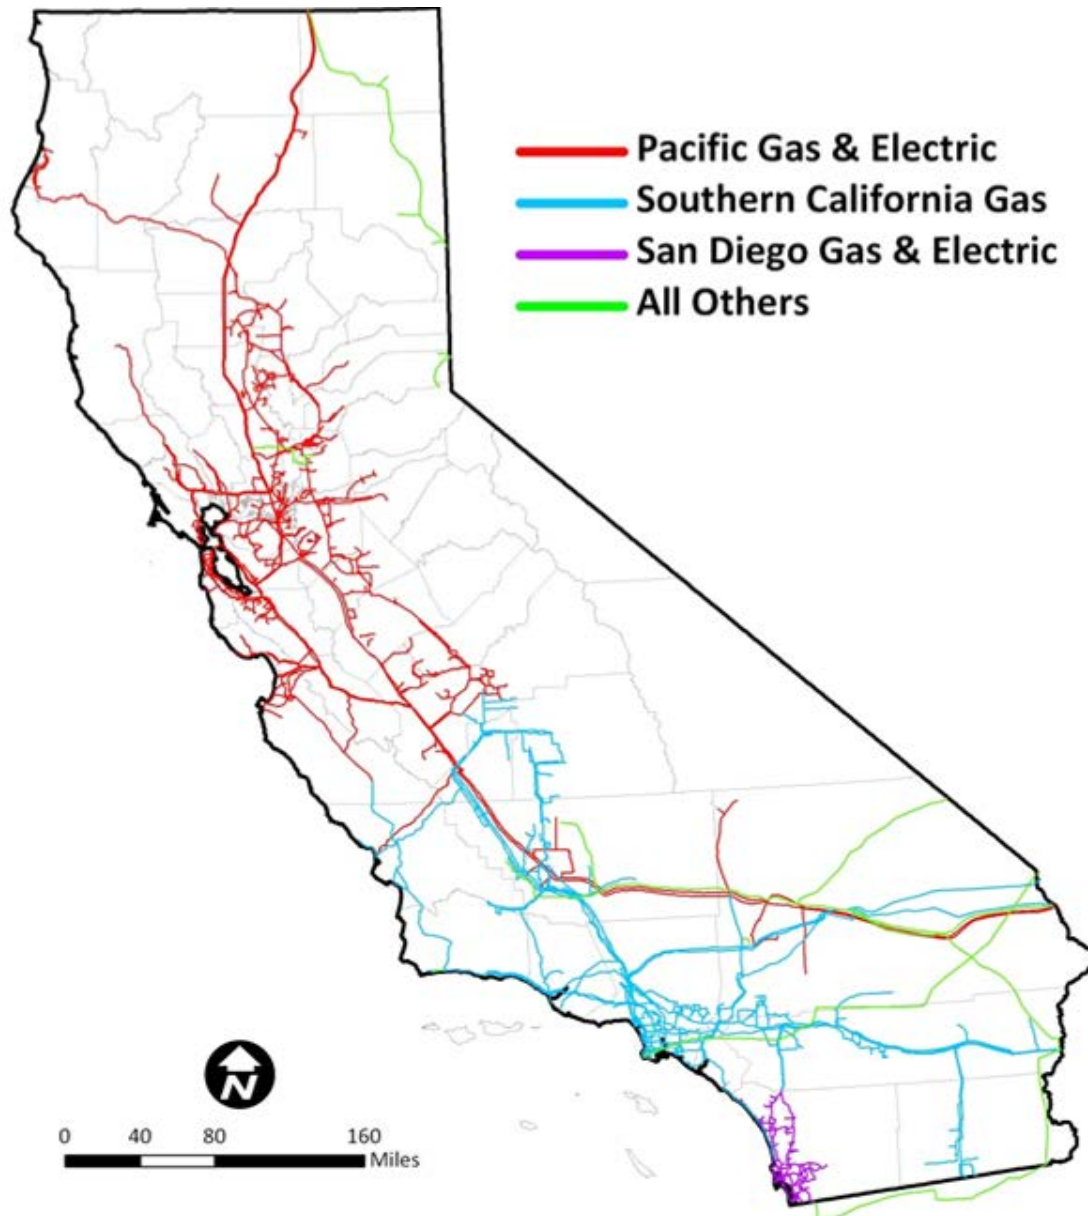 Pacific Gas & Electric
Southern California Gas
San Diego Gas & Electric
All Others
N
0 40 80 160
Miles